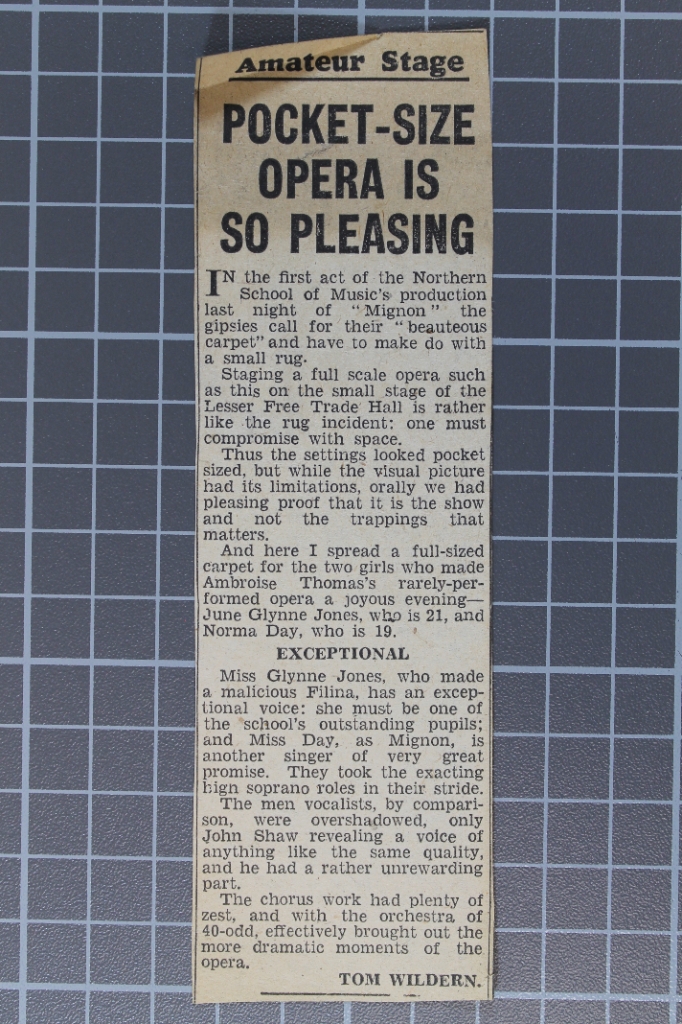 Amateur Stage
POCKET-SIZE
OPERA IS
SO PLEASING
IN the first act of the Northern
School of Music's production
last night of "Mignon" the
gipsies call for their "beauteous
carpet" and have to make do with
a small rug.
Staging a full scale opera such
as this on the small stage of the
Lesser Free Trade Hall is rather
like the rug incident: one must
compromise with space.
Thus the settings looked pocket
sized, but while the visual picture
had its limitations, orally we had
pleasing proof that it is the show
and not the trappings that
matters.
And here I spread a full-sized
carpet for the two girls who made
Ambroise Thomas's rarely-per-
formed opera a joyous evening—
June Glynne Jones, who is 21, and
Norma Day, who is 19.
EXCEPTIONAL
Miss Glynne Jones, who made
a malicious Filina, has an excep-
tional voice: she must be one of
the school's outstanding pupils;
and Miss Day, as Mignon, is
another singer of very great
promise. They took the exacting
high soprano roles in their stride.
The men vocalists, by compari-
son, were overshadowed, only
John Shaw revealing a voice of
anything like the same quality,
and he had a rather unrewarding
part.
The chorus work had plenty of
zest, and with the orchestra of
40-odd, effectively brought out the
more dramatic moments of the
opera.
TOM WILDERN.